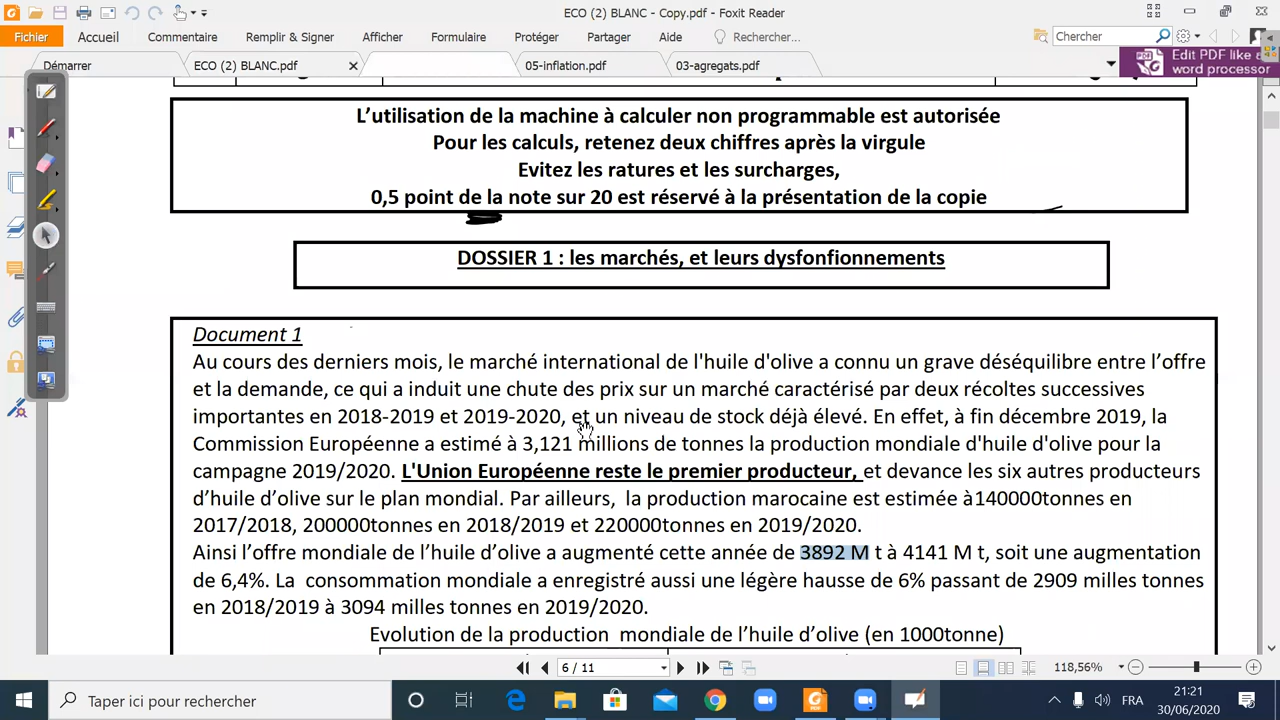 ECO (2) BLANC - Copy.pdf - Foxit Reader
Fichier Accueil Commentaire Remplir & Signer Afficher Formulaire Protéger Partager Aide Rechercher... Chercher
Démarrer ECO (2) BLANC.pdf 05-inflation.pdf 03-agregats.pdf
Edit PDF like a
word processor
L’utilisation de la machine à calculer non programmable est autorisée
Pour les calculs, retenez deux chiffres après la virgule
Evitez les ratures et les surcharges,
0,5 point de la note sur 20 est réservé à la présentation de la copie
DOSSIER 1 : les marchés, et leurs dysfonfionnements
Document 1
Au cours des derniers mois, le marché international de l'huile d'olive a connu un grave déséquilibre entre l’offre
et la demande, ce qui a induit une chute des prix sur un marché caractérisé par deux récoltes successives
importantes en 2018-2019 et 2019-2020, et un niveau de stock déjà élevé. En effet, à fin décembre 2019, la
Commission Européenne a estimé à 3,121 millions de tonnes la production mondiale d'huile d'olive pour la
campagne 2019/2020. L'Union Européenne reste le premier producteur, et devance les six autres producteurs
d’huile d’olive sur le plan mondial. Par ailleurs, la production marocaine est estimée à140000tonnes en
2017/2018, 200000tonnes en 2018/2019 et 220000tonnes en 2019/2020.
Ainsi l’offre mondiale de l’huile d’olive a augmenté cette année de 3892 M t à 4141 M t, soit une augmentation
de 6,4%. La consommation mondiale a enregistré aussi une légère hausse de 6% passant de 2909 milles tonnes
en 2018/2019 à 3094 milles tonnes en 2019/2020.
Evolution de la production mondiale de l’huile d’olive (en 1000tonne)
6 / 11 118,56%
Taper ici pour rechercher FRA 21:21
30/06/2020